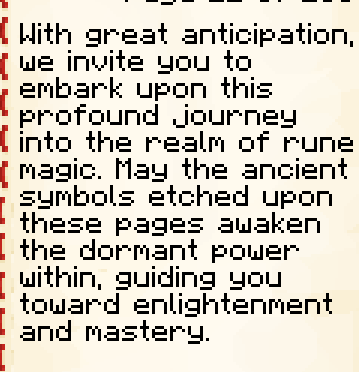 With great anticipation,
we invite you to
embark upon this
profound journey
into the realm of rune
magic. May the ancient
symbols etched upon
these pages awaken
the dormant power
within, guiding you
toward enlightenment
and mastery.